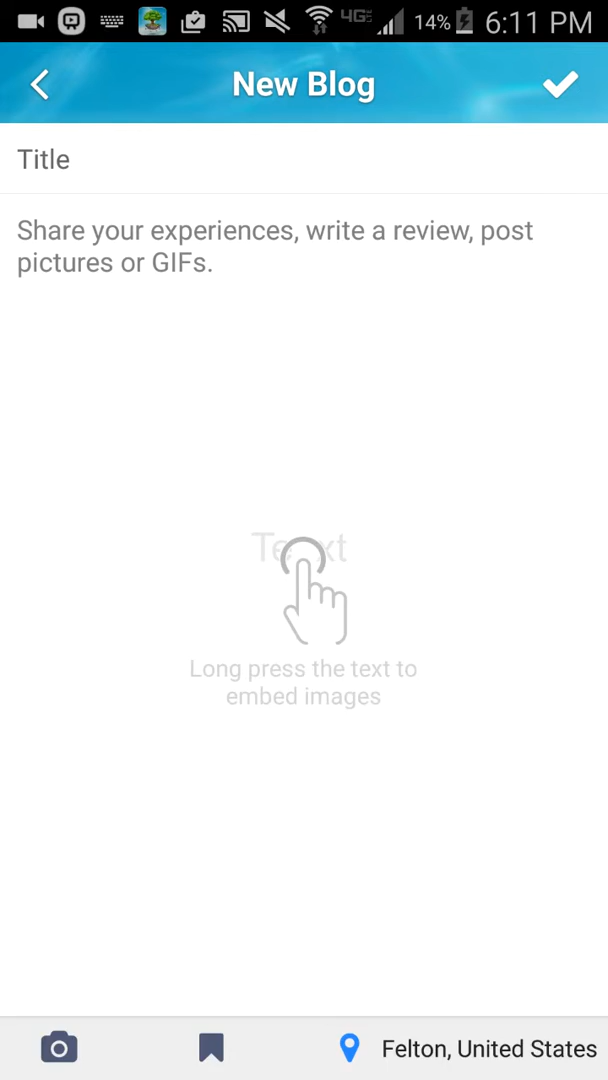 4G 14% 6:11 PM
New Blog
Title
Share your experiences, write a review, post
pictures or GIFs.
Text
Long press the text to
embed images
Felton, United States